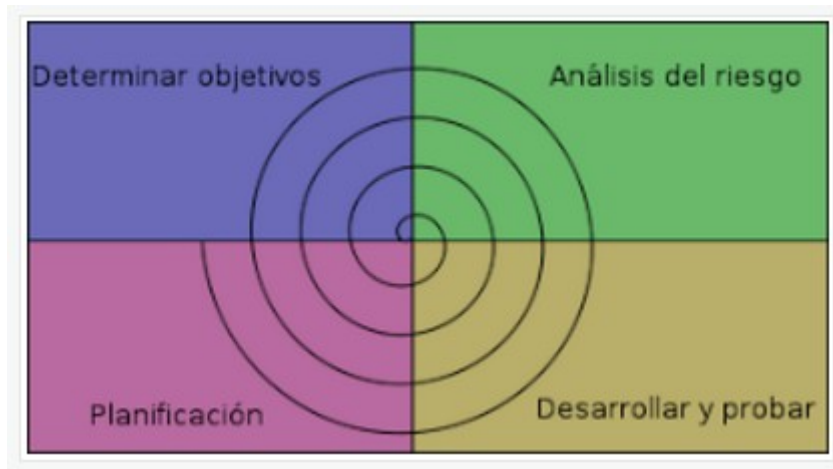 Determinar objetivos
Análisis del riesgo
Planificación
Desarrollar y probar